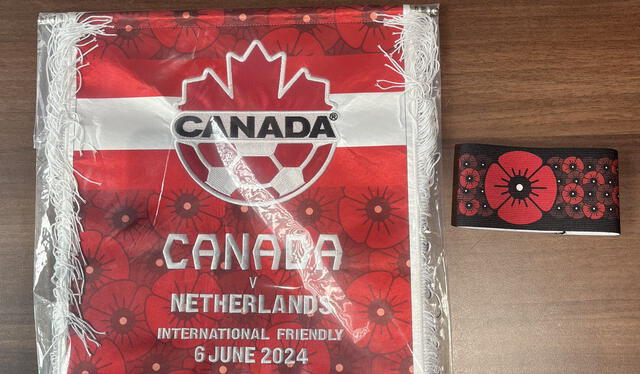 CANADA®
CANADA
V
NETHERLANDS
INTERNATIONAL FRIENDLY
6 JUNE 2024